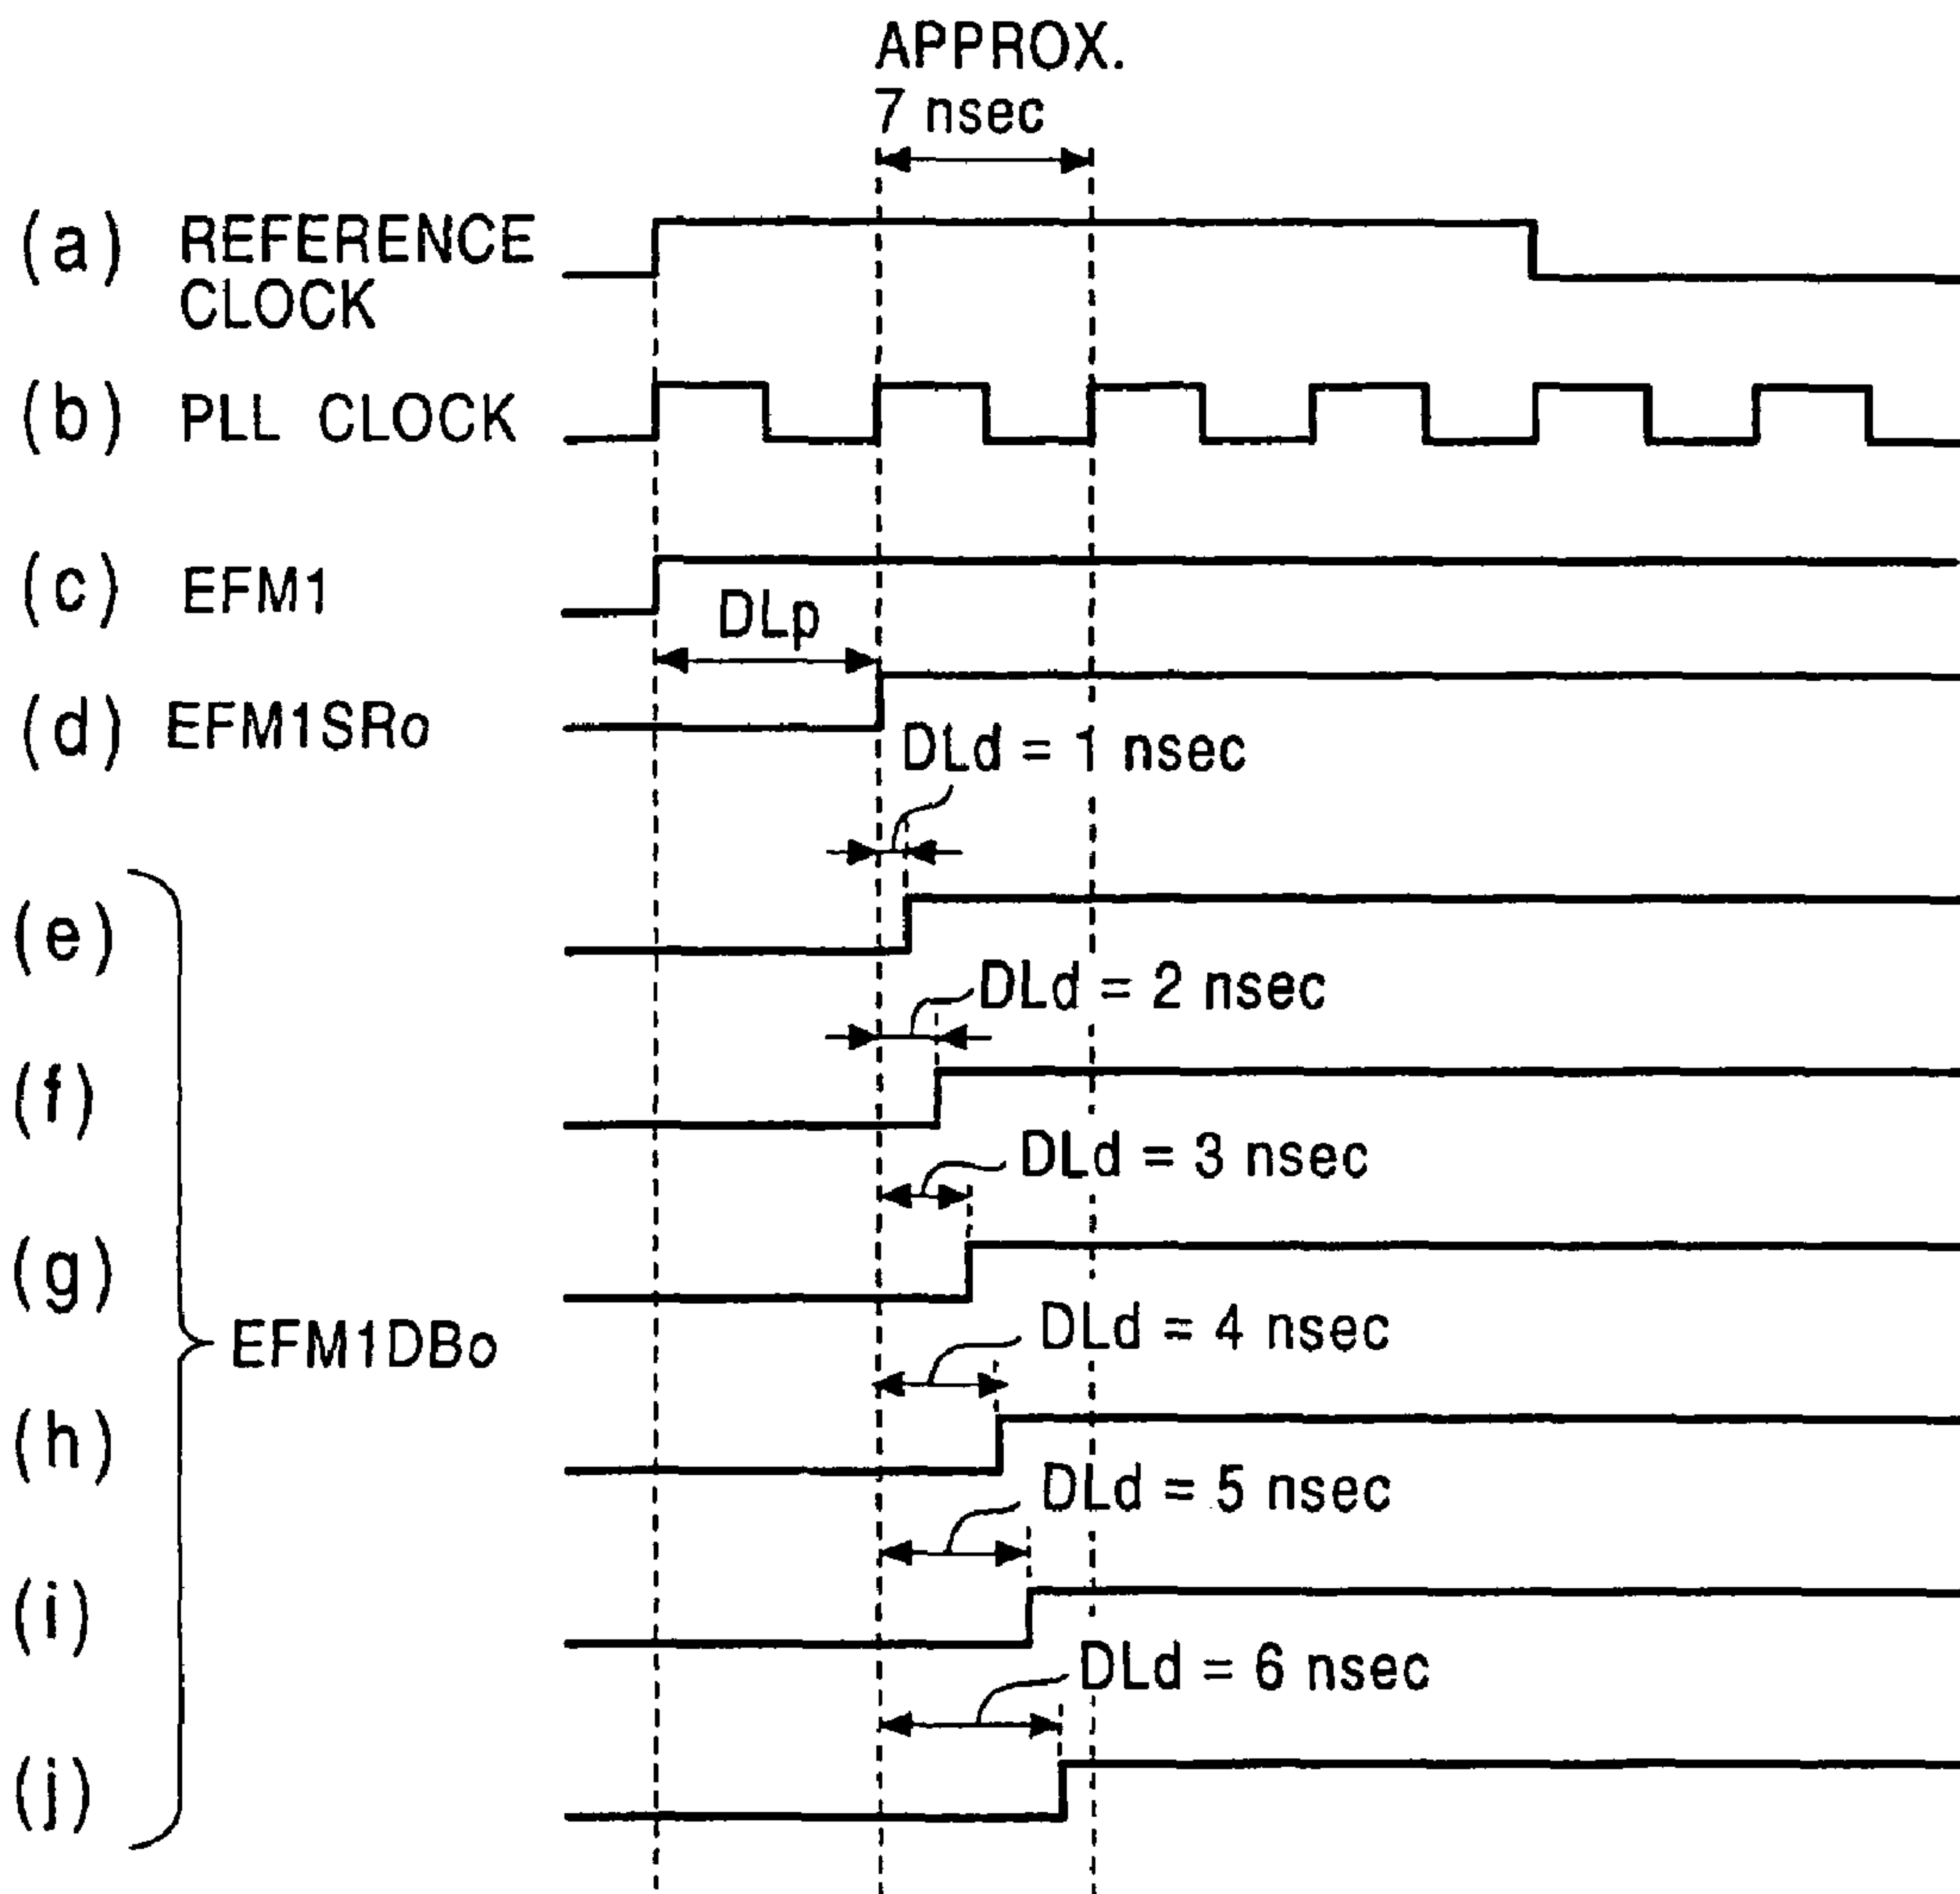 APPROX.
7 nsec
(a) REFERENCE
CLOCK
(b) PLL CLOCK
(c) EFM1
DLp
(d) EFM1SRo
DLd = 1 nsec
(e)
DLd = 2 nsec
(f)
DLd = 3 nsec
(g)
DLd = 4 nsec
EFM1DBo
(h)
DLd = 5 nsec
(i)
DLd = 6 nsec
(j)